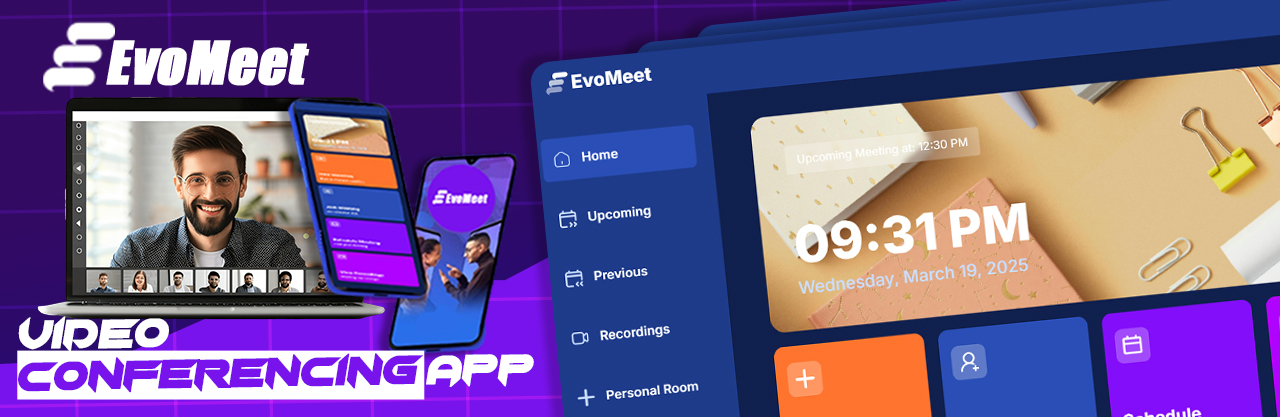 EvoMeet
EvoMeet
VIDEO
CONFERENCING APP
EvoMeet
Home
Upcoming
Previous
Recordings
Personal Room
Upcoming Meeting at: 12:30 PM
09:31 PM
Wednesday, March 19, 2025
Schedule